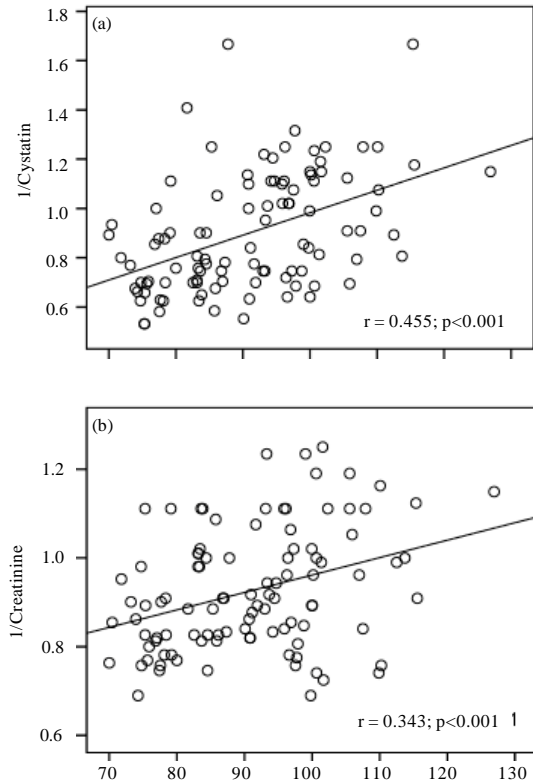 (a)
1.8
1.6
1.4
1.2
1.0
0.8
0.6
1/Cystatin
r = 0.455; p<0.001
(b)
1.2
1.0
0.8
0.6
1/Creatinine
r = 0.343; p<0.001 1
70 80 90 100 110 120 130